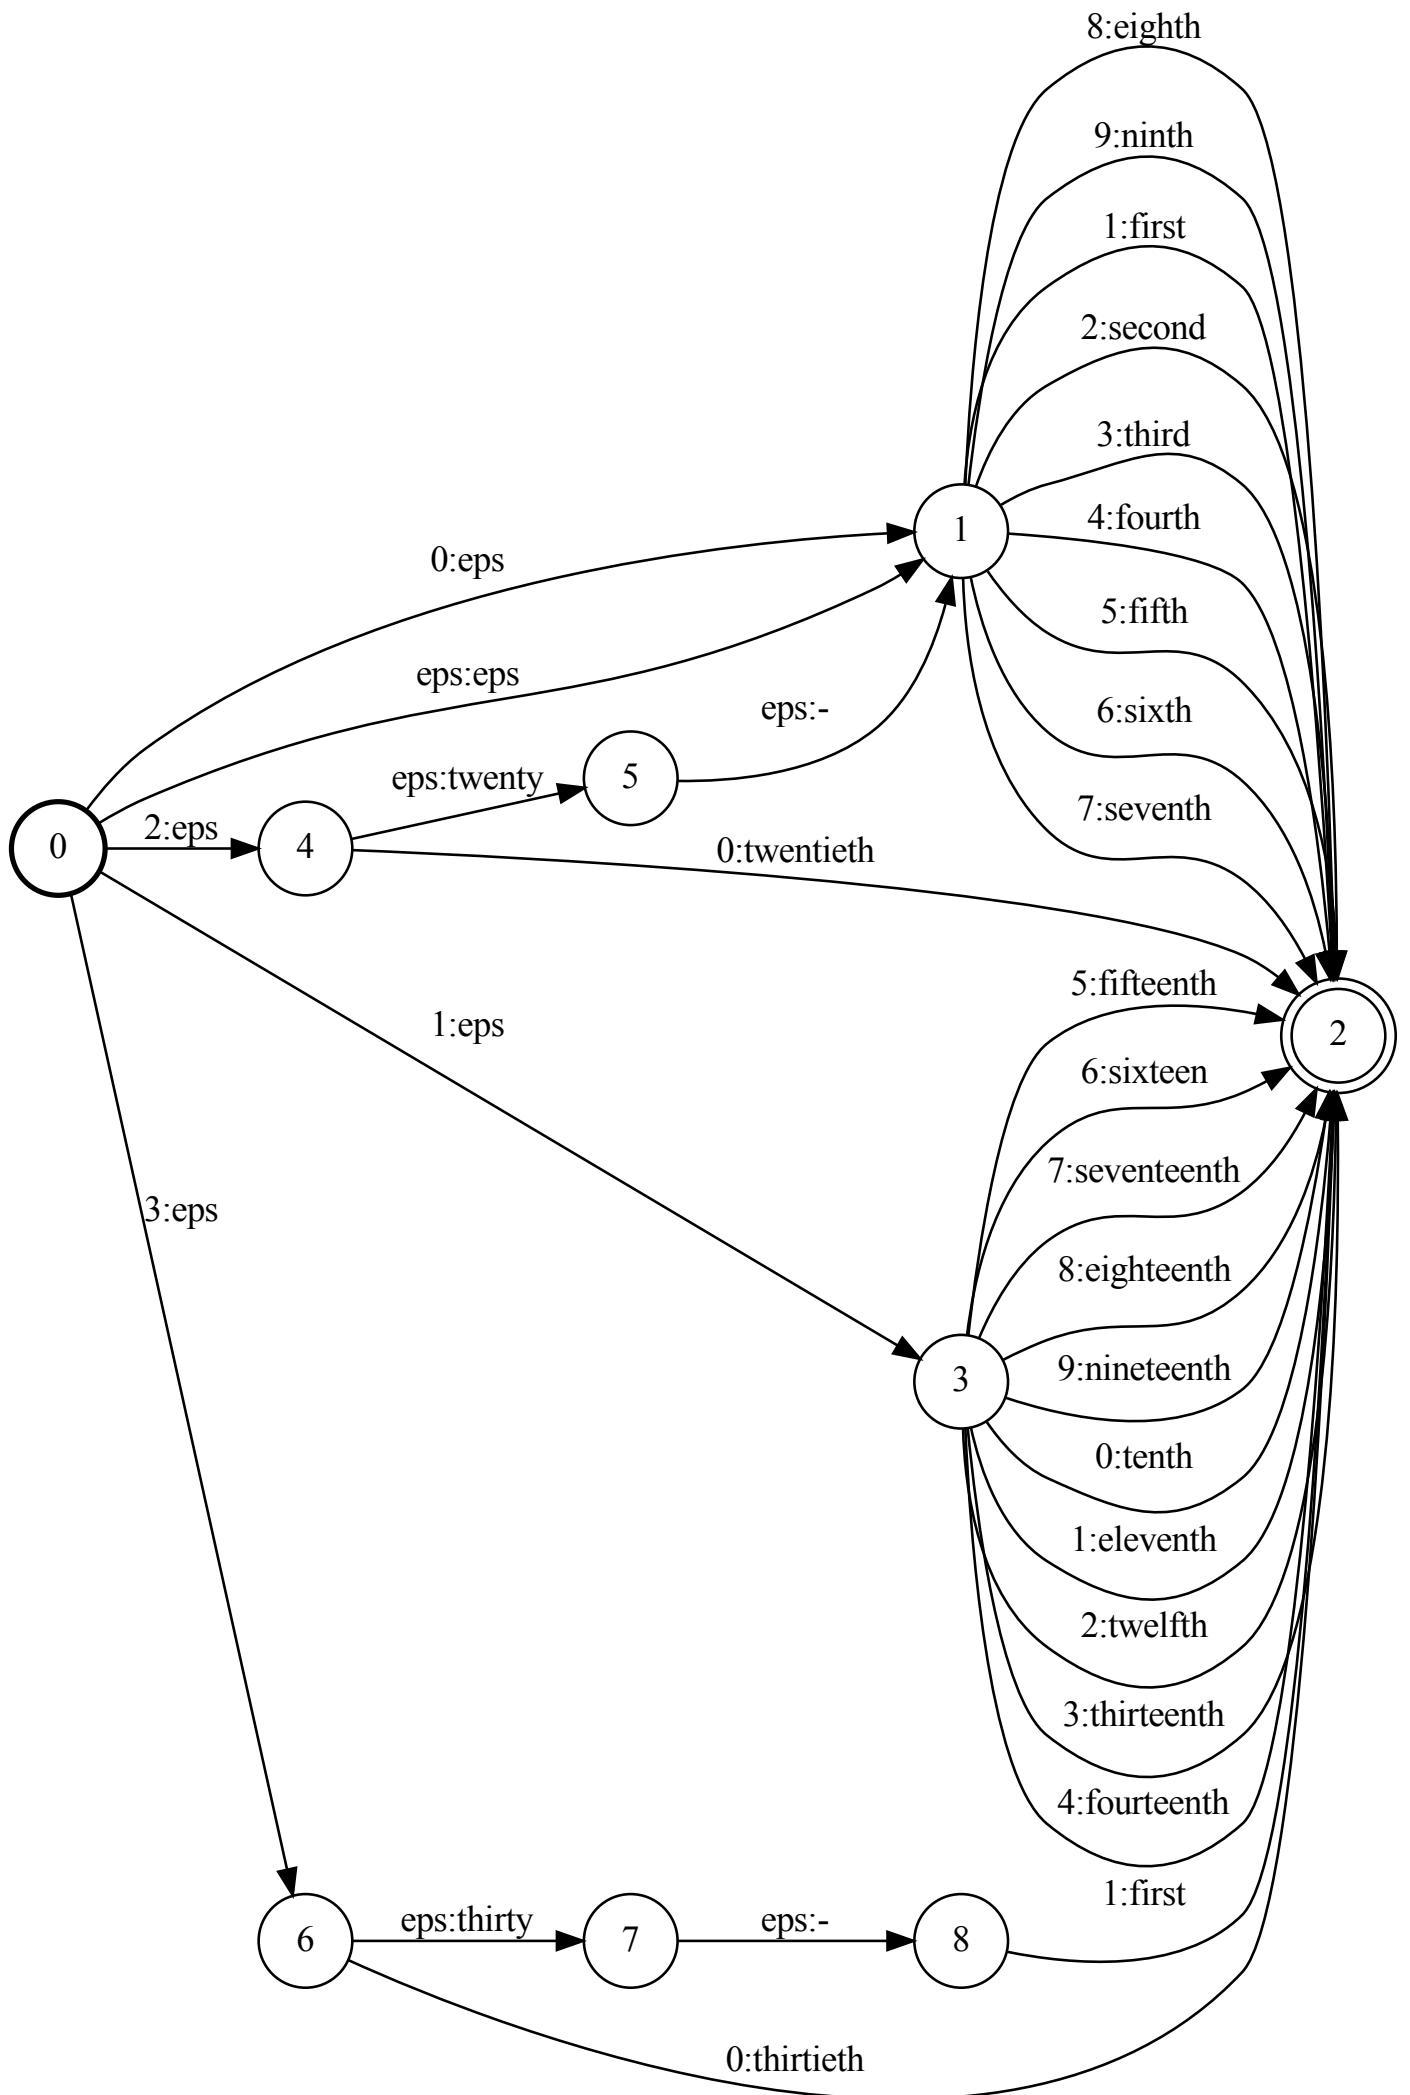 8:eighth
9:ninth
1:first
2:second
3:third
4:fourth
1
0:eps
5:fifth
eps:eps
6:sixth
eps:-
5
eps:twenty
7:seventh
2:eps
0
4
0:twentieth
5:fifteenth
1:eps
2
6:sixteen
7:seventeenth
3:eps
8:eighteenth
3
9:nineteenth
0:tenth
1:eleventh
2:twelfth
3:thirteenth
4:fourteenth
1:first
6
eps:thirty
7
eps:-
8
0:thirtieth